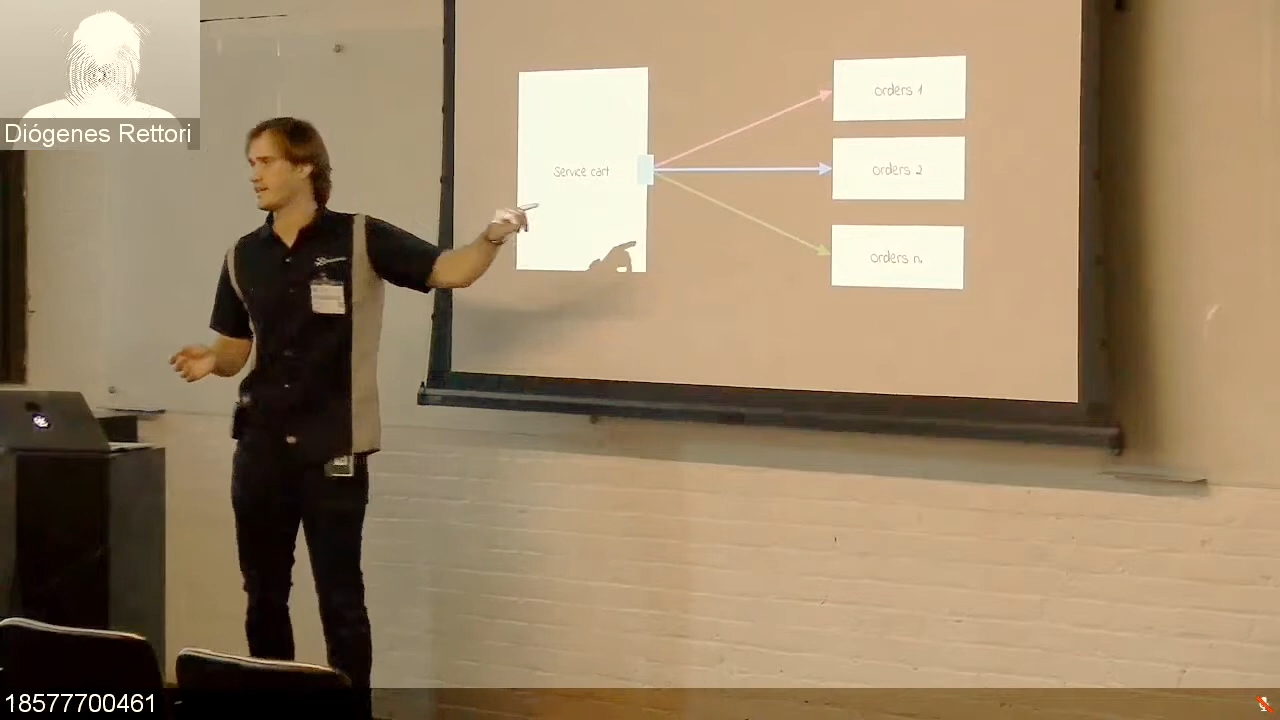 Diógenes Rettori
Service cart
orders 1
orders 2
orders n.
18577700461